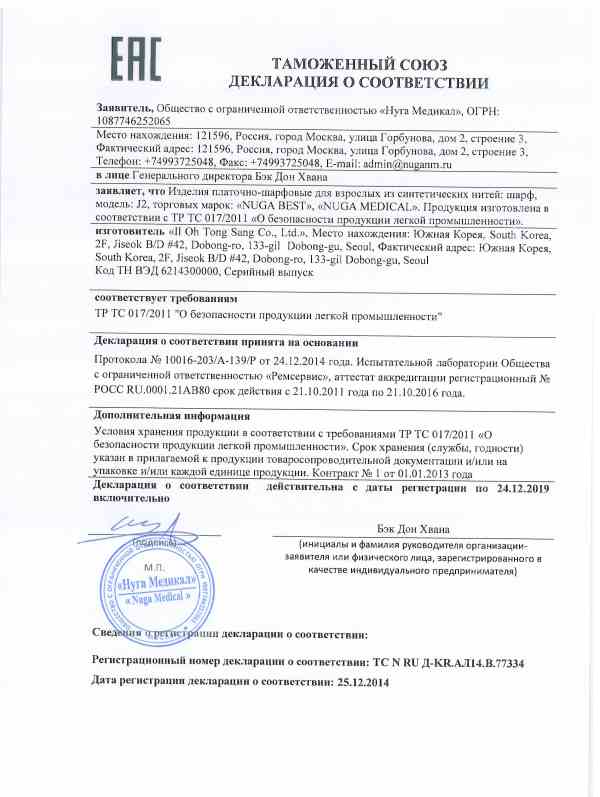 ЕАС
ТАМОЖЕННЫЙ СОЮЗ
ДЕКЛАРАЦИЯ О СООТВЕТСТВИИ
Заявитель, Общество с ограниченной ответственностью «Нуга Медикал», ОГРН:
1087746252065
Место нахождения: 121596, Россия, город Москва, улица Горбунова, дом 2, строение 3,
Фактический адрес: 121596, Россия, город Москва, улица Горбунова, дом 2, строение 3,
Телефон: +74993725048, Факс: +74993725048, E-mail: admin@nuganm.ru
в лице Генерального директора Бэк Дон Хвана
заявляет, что Изделия платочно-шарфовые для взрослых из синтетических нитей: шарф,
модель: J2, торговых марок: «NUGA BEST», «NUGA MEDICAL». Продукция изготовлена в
соответствии с ТР ТС 017/2011 «О безопасности продукции легкой промышленности».
изготовитель «Il Oh Tong Sang Co., Ltd.», Место нахождения: Южная Корея, South Korea,
2F, Jiseok B/D #42, Dobong-ro, 133-gil Dobong-gu, Seoul, Фактический адрес: Южная Корея,
South Korea, 2F, Jiseok B/D #42, Dobong-ro, 133-gil Dobong-gu, Seoul
Код ТН ВЭД 6214300000, Серийный выпуск
соответствует требованиям
ТР ТС 017/2011 "О безопасности продукции легкой промышленности"
Декларация о соответствии принята на основании
Протокола № 10016-203/А-139/Р от 24.12.2014 года. Испытательной лаборатории Общества
с ограниченной ответственностью «Ремсервис», аттестат аккредитации регистрационный №
РОСС RU.0001.21АВ80 срок действия с 21.10.2011 года по 21.10.2016 года.
Дополнительная информация
Условия хранения продукции в соответствии с требованиями ТР ТС 017/2011 «О
безопасности продукции легкой промышленности». Срок хранения (службы, годности)
указан в прилагаемой к продукции товаросопроводительной документации и/или на
упаковке и/или каждой единице продукции. Контракт № 1 от 01.01.2013 года
Декларация о соответствии действительна с даты регистрации по 24.12.2019
включительно
Бэк Дон Хвана
(подпись)
(инициалы и фамилия руководителя организации-
заявителя или физического лица, зарегистрированного в
качестве индивидуального предпринимателя)
М.П.
«Нуга Медикал»
« Nuga Medical »
Сведения о регистрации декларации о соответствии:
Регистрационный номер декларации о соответствии: ТС N RU Д-KR.АЛ14.В.77334
Дата регистрации декларации о соответствии: 25.12.2014